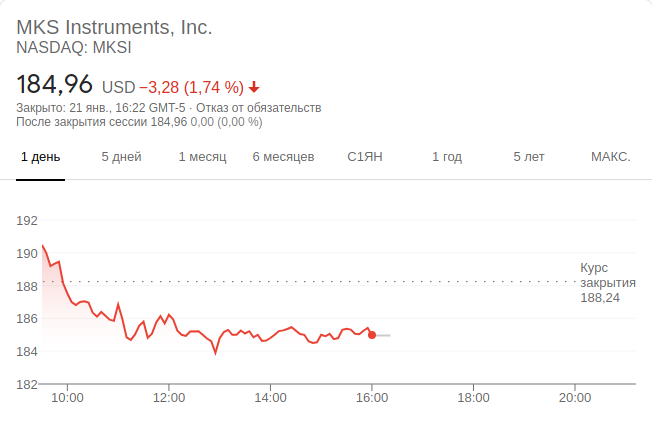 MKS Instruments, Inc.
NASDAQ: MKSI
184,96 USD −3,28 (1,74 %)
Закрыто: 21 янв., 16:22 GMT-5 · Отказ от обязательств
После закрытия сессии 184,96 0,00 (0,00 %)
1 день 5 дней 1 месяц 6 месяцев С1ЯН 1 год 5 лет МАКС.
192
190
Курс
188 закрытия
188,24
186
184
182
10:00 12:00 14:00 16:00 18:00 20:00